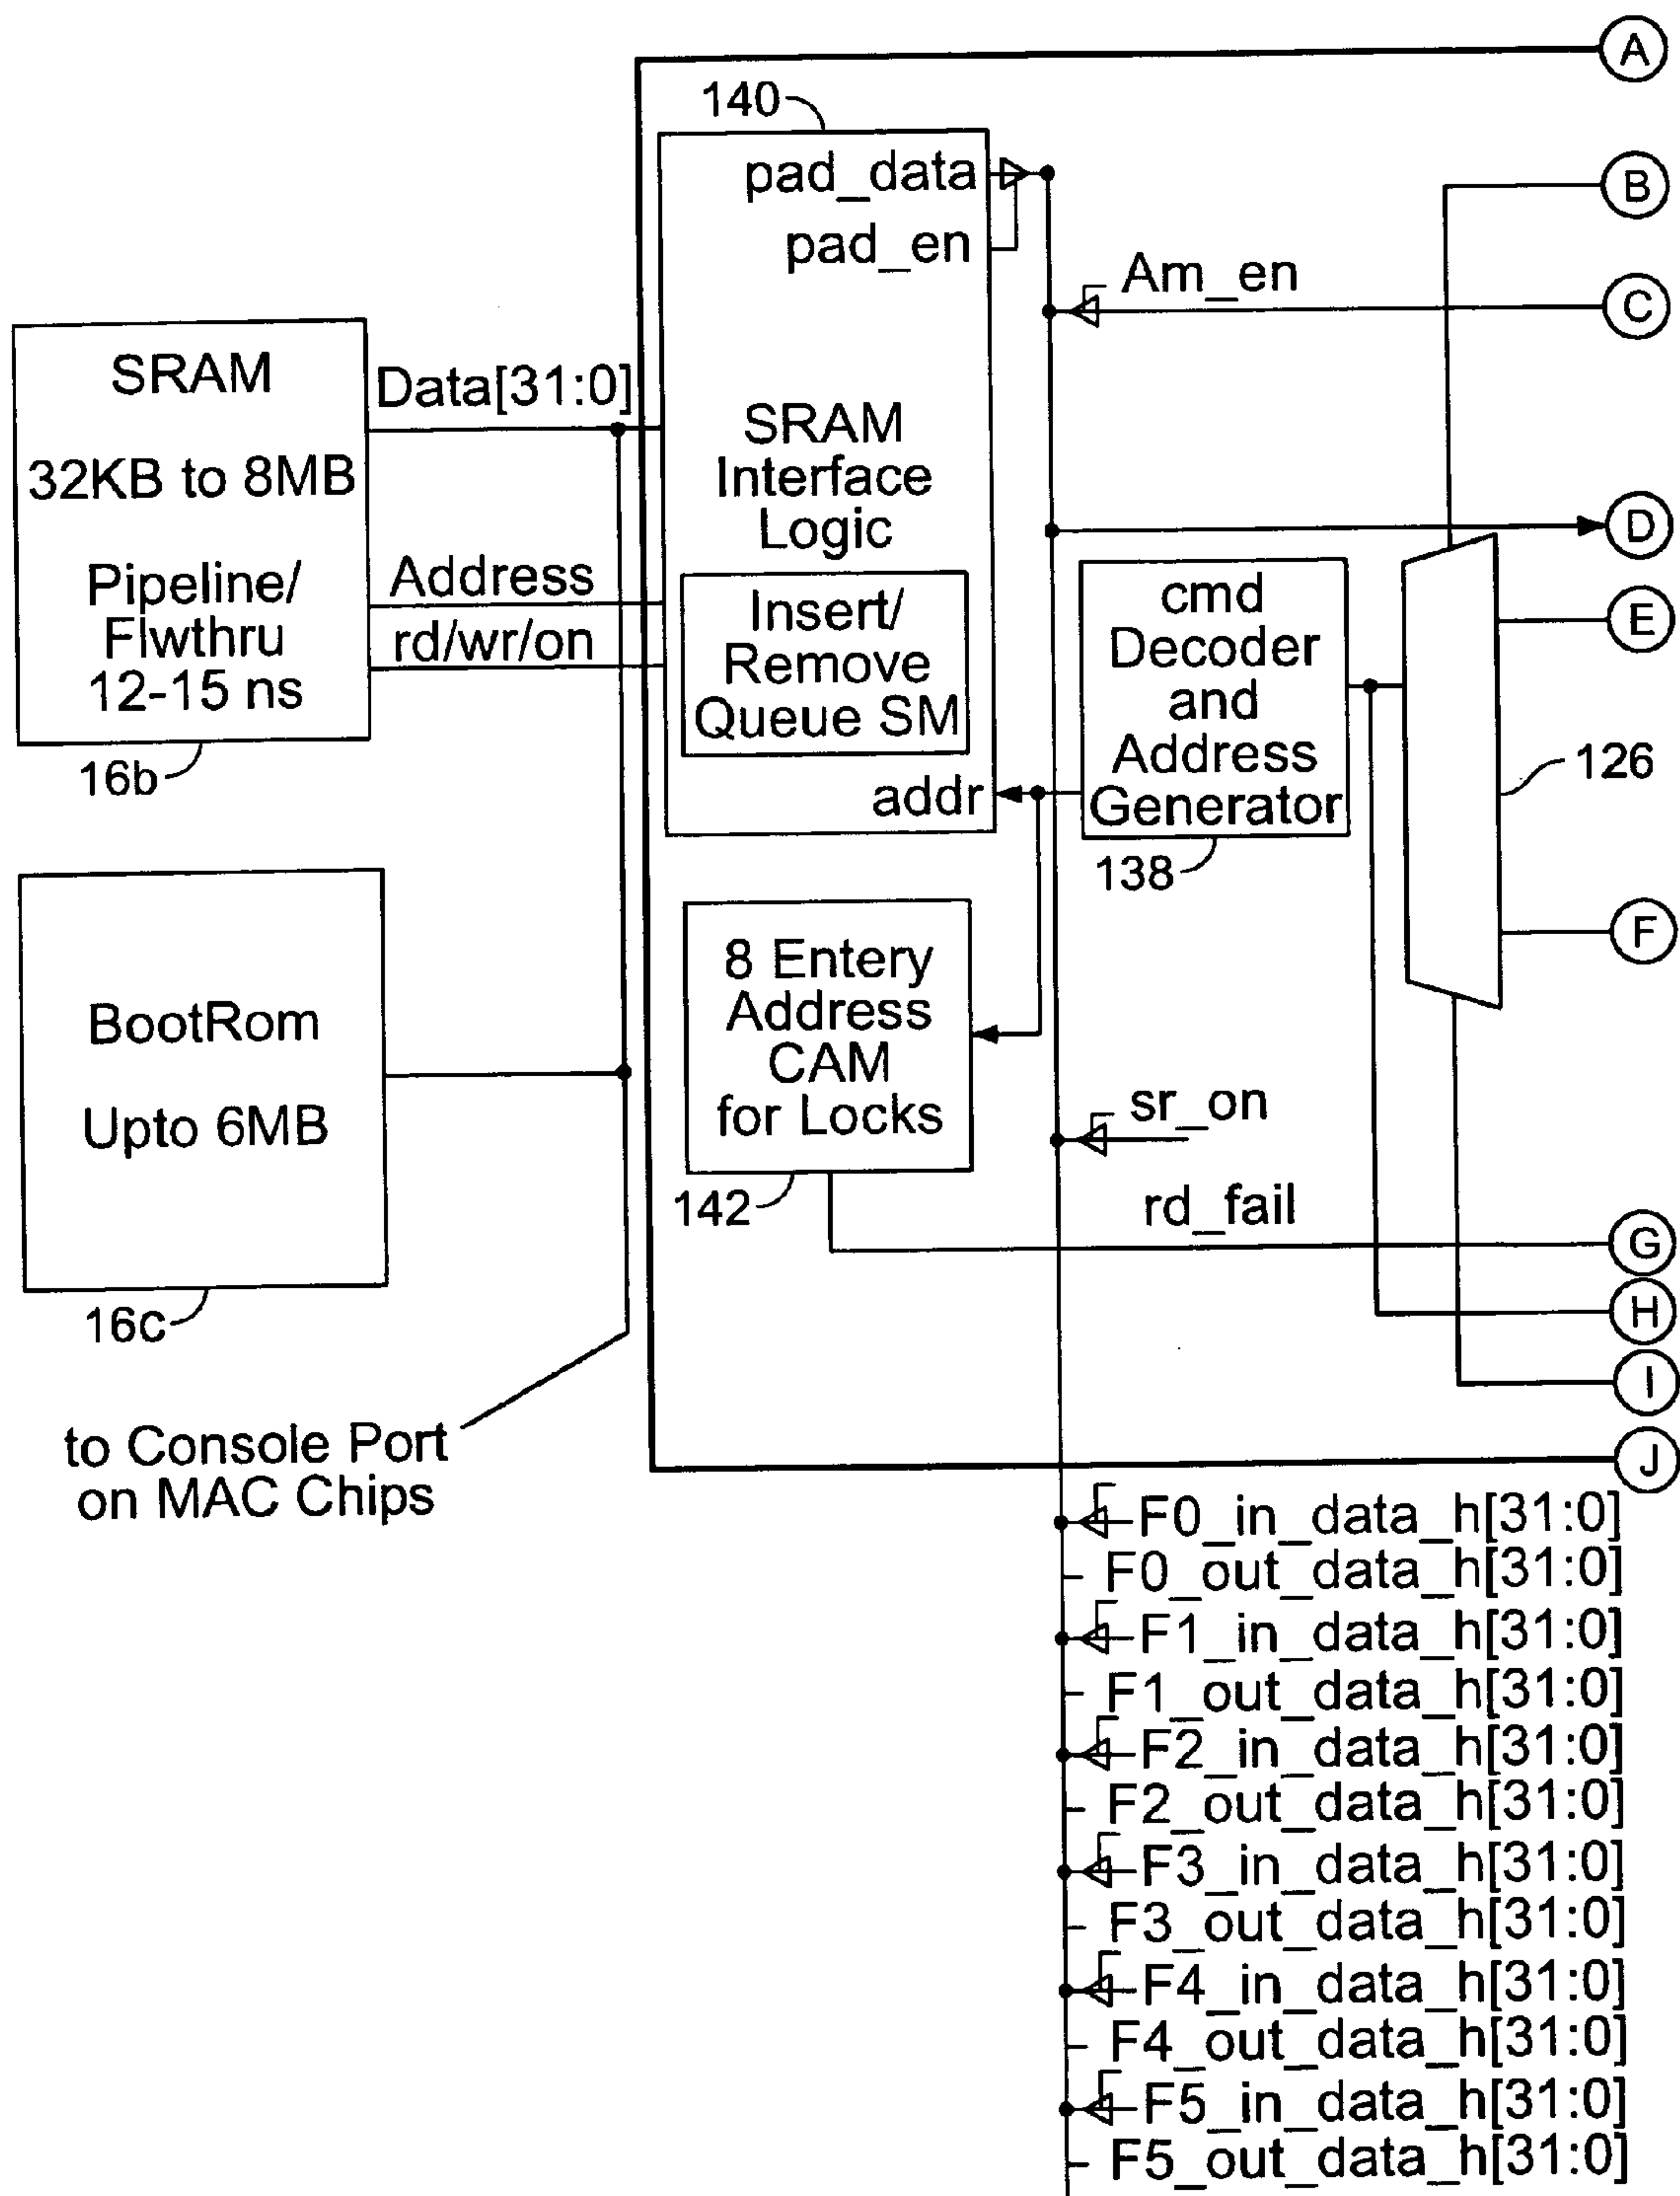 A
140
pad_data
pad_en
B
Am_en
C
SRAM
32KB to 8MB
Pipeline/
Flwthru
12-15 ns
16b
Data[31:0]
Address
rd/wr/on
SRAM
Interface
Logic
Insert/
Remove
Queue SM
addr
D
cmd
Decoder
and
Address
Generator
138
E
126
F
BootRom
Upto 6MB
16c
8 Entery
Address
CAM
for Locks
142
sr_on
rd_fail
G
H
I
J
to Console Port
on MAC Chips
F0_in_data_h[31:0]
F0_out_data_h[31:0]
F1_in_data_h[31:0]
F1_out_data_h[31:0]
F2_in_data_h[31:0]
F2_out_data_h[31:0]
F3_in_data_h[31:0]
F3_out_data_h[31:0]
F4_in_data_h[31:0]
F4_out_data_h[31:0]
F5_in_data_h[31:0]
F5_out_data_h[31:0]